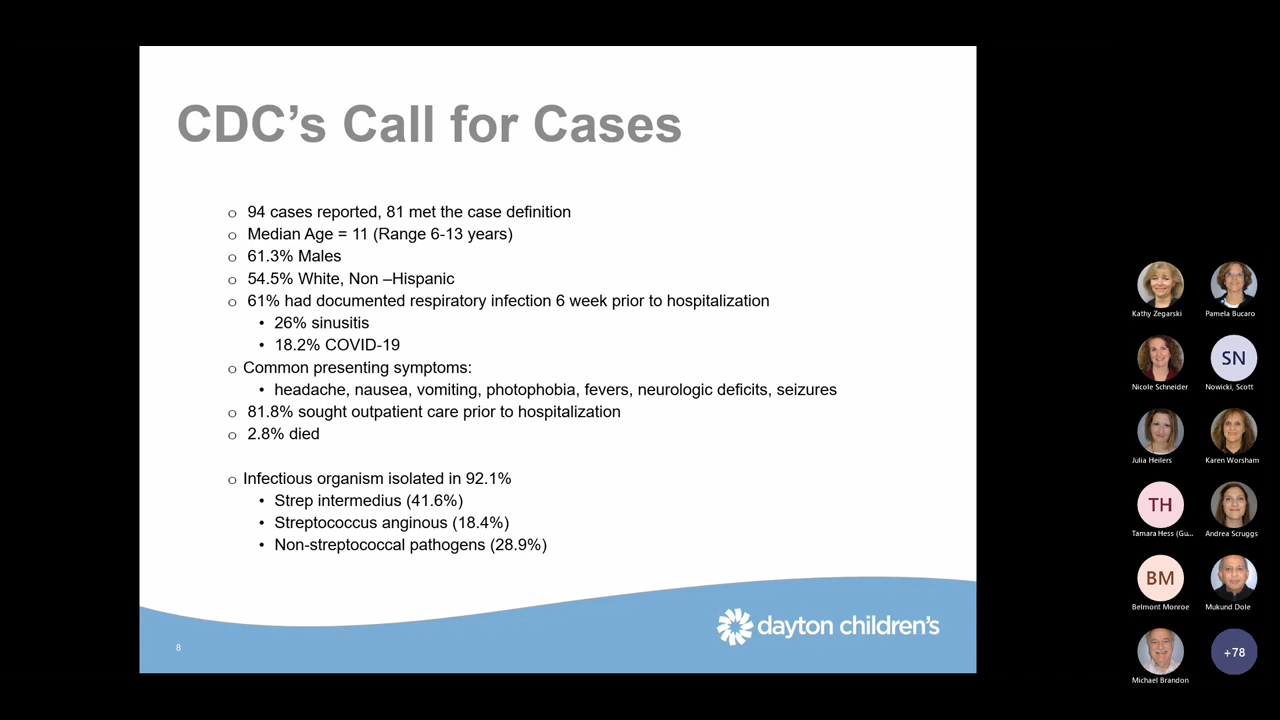 CDC's Call for Cases
o 94 cases reported, 81 met the case definition
o Median Age = 11 (Range 6-13 years)
o 61.3% Males
o 54.5% White, Non –Hispanic
o 61% had documented respiratory infection 6 week prior to hospitalization
• 26% sinusitis
• 18.2% COVID-19
o Common presenting symptoms:
• headache, nausea, vomiting, photophobia, fevers, neurologic deficits, seizures
o 81.8% sought outpatient care prior to hospitalization
o 2.8% died
o Infectious organism isolated in 92.1%
• Strep intermedius (41.6%)
• Streptococcus anginous (18.4%)
• Non-streptococcal pathogens (28.9%)
8
dayton children's
Kathy Zegarski
Pamela Bucaro
SN
Nicole Schneider
Nowicki, Scott
Julia Heilers
Karen Worsham
TH
Tamara Hess (Gu...
Andrea Scruggs
BM
Belmont Monroe
Mukund Dole
+78
Michael Brandon